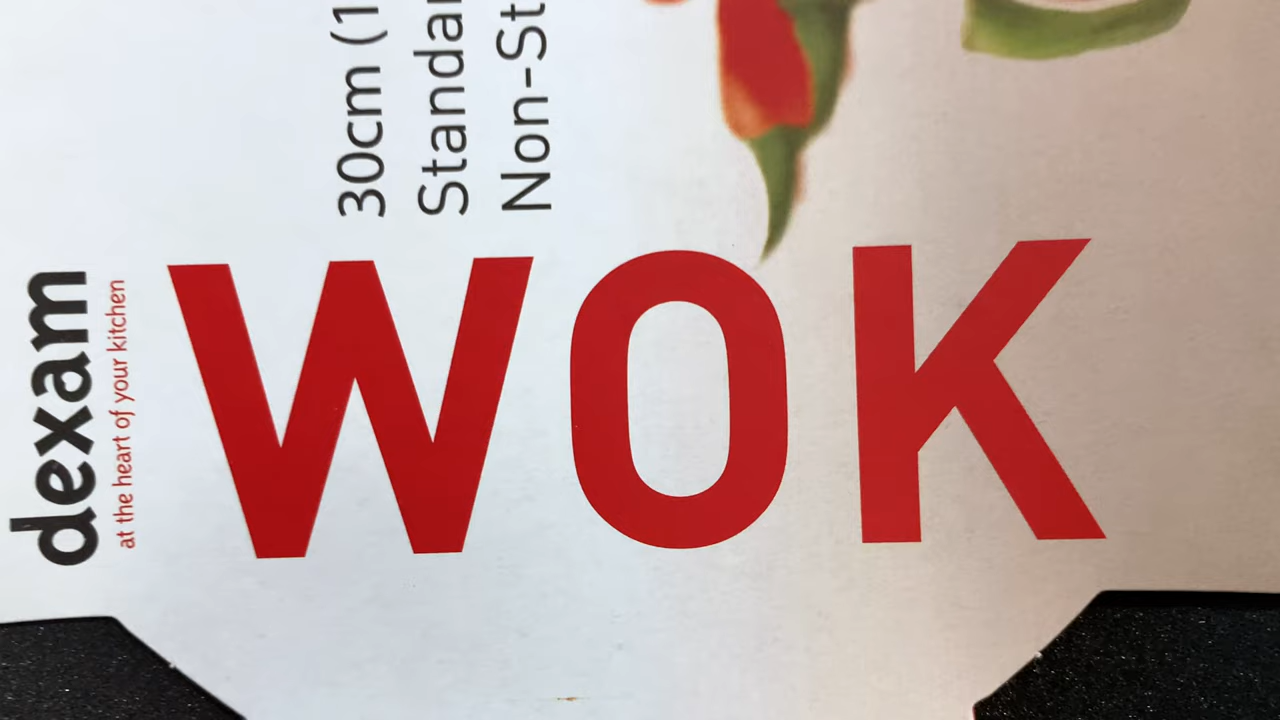 dexam
at the heart of your kitchen
30cm (1
Standar
Non-St
WOK